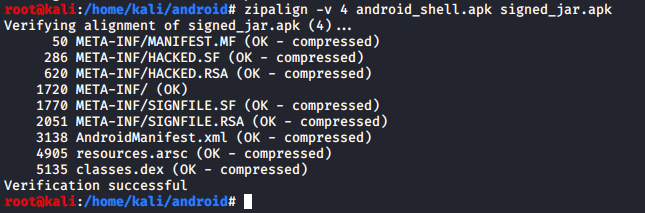 root@kali:/home/kali/android# zipalign -v 4 android_shell.apk signed_jar.apk
Verifying alignment of signed_jar.apk (4)...
50 META-INF/MANIFEST.MF (OK - compressed)
286 META-INF/HACKED.SF (OK - compressed)
620 META-INF/HACKED.RSA (OK - compressed)
1720 META-INF/ (OK)
1770 META-INF/SIGNFILE.SF (OK - compressed)
2051 META-INF/SIGNFILE.RSA (OK - compressed)
3138 AndroidManifest.xml (OK - compressed)
4905 resources.arsc (OK - compressed)
5135 classes.dex (OK - compressed)
Verification successful
root@kali:/home/kali/android#